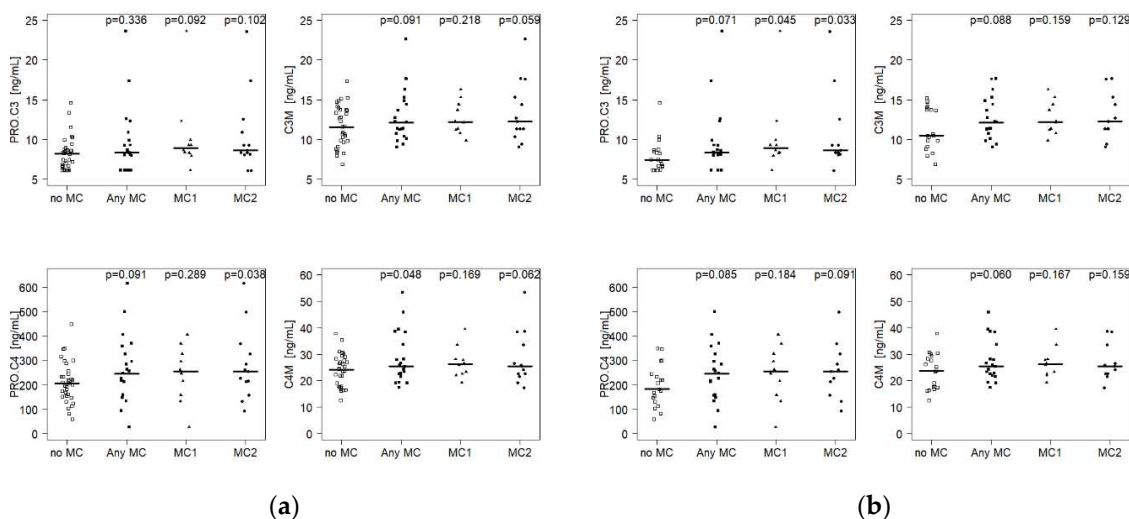 p=0.336 p=0.092 p=0.102
25
20
15
10
5
PRO.C3 [ng/mL]
no MC Any MC MC1 MC2
p=0.091 p=0.218 p=0.059
25
20
15
10
5
C3M [ng/mL]
no MC Any MC MC1 MC2
p=0.071 p=0.045 p=0.033
25
20
15
10
5
PRO.C3 [ng/mL]
no MC Any MC MC1 MC2
p=0.088 p=0.159 p=0.129
25
20
15
10
5
C3M [ng/mL]
no MC Any MC MC1 MC2
p=0.091 p=0.289 p=0.038
600
500
400
300
200
100
0
PRO.C4 [ng/mL]
no MC Any MC MC1 MC2
p=0.048 p=0.169 p=0.062
60
50
40
30
20
10
0
C4M [ng/mL]
no MC Any MC MC1 MC2
p=0.085 p=0.184 p=0.091
600
500
400
300
200
100
0
PRO.C4 [ng/mL]
no MC Any MC MC1 MC2
p=0.060 p=0.167 p=0.159
60
50
40
30
20
10
0
C4M [ng/mL]
no MC Any MC MC1 MC2
(a) (b)